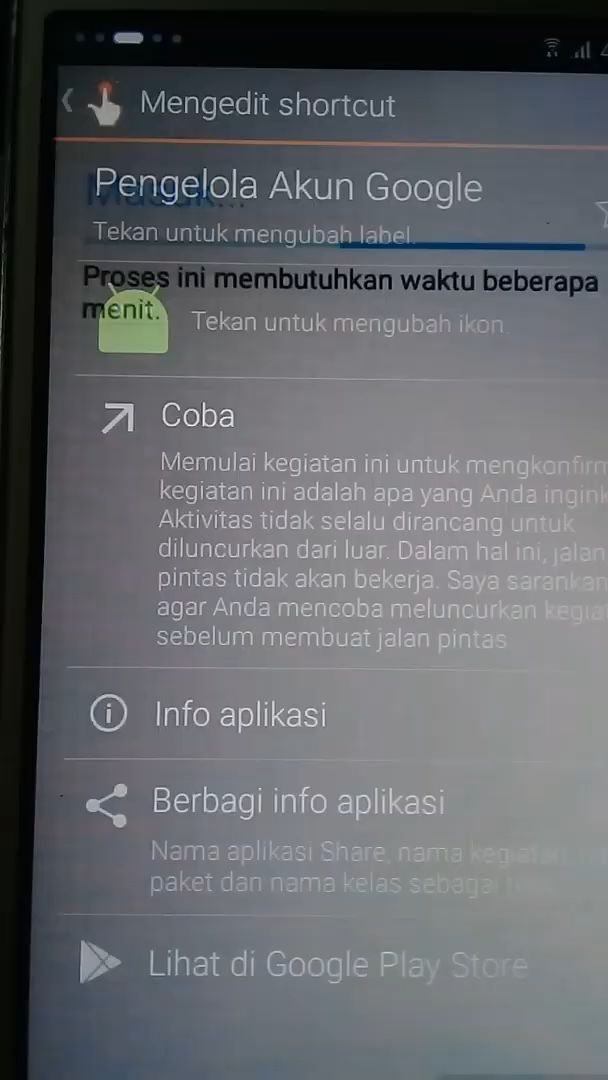 Mengedit shortcut
Pengelola Akun Google
Masuk...
Tekan untuk mengubah label.
Proses ini membutuhkan waktu beberapa
menit.
Tekan untuk mengubah ikon.
Coba
Memulai kegiatan ini untuk mengkonfirm
kegiatan ini adalah apa yang Anda ingink
Aktivitas tidak selalu dirancang untuk
diluncurkan dari luar. Dalam hal ini, jalan
pintas tidak akan bekerja. Saya sarankan
agar Anda mencoba meluncurkan kegia
sebelum membuat jalan pintas
Info aplikasi
Berbagi info aplikasi
Nama aplikasi Share, nama kegiatan,
paket dan nama kelas sebagai
Lihat di Google Play Store